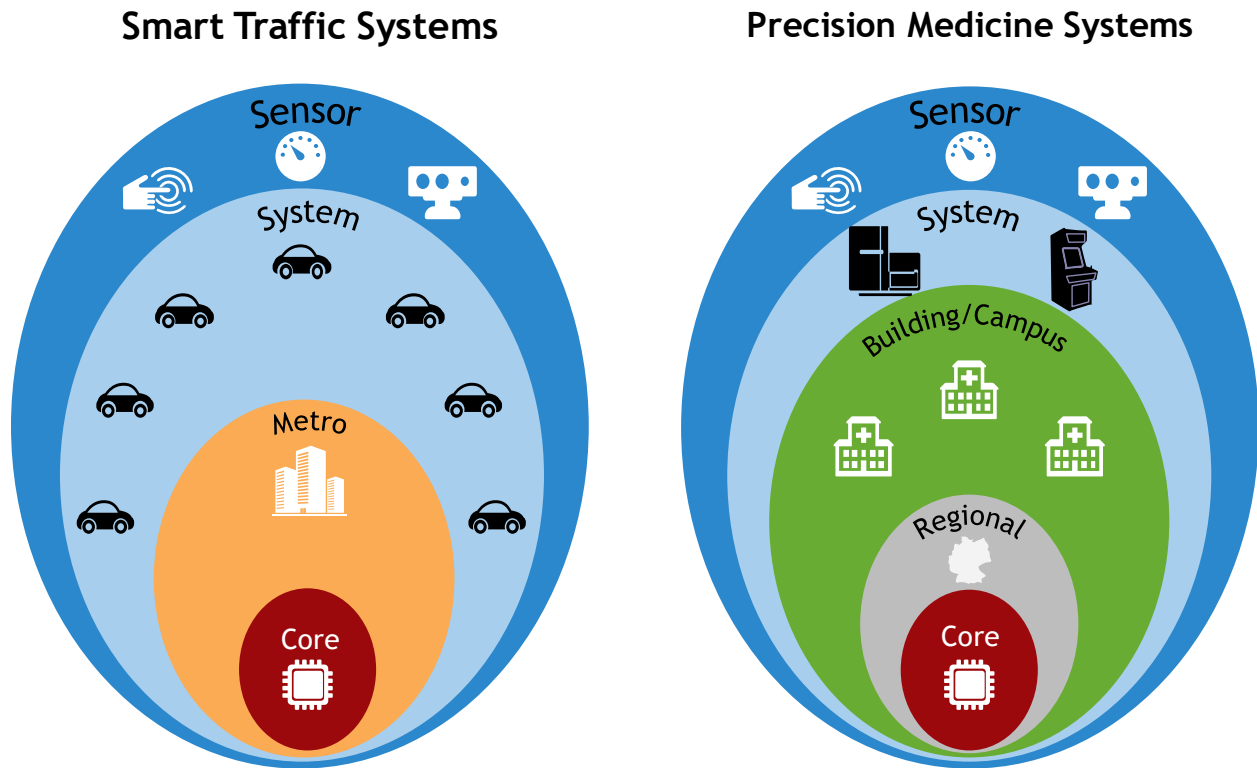 Smart Traffic Systems
Sensor
System
Metro
Core
Precision Medicine Systems
Sensor
System
Building/Campus
Regional
Core